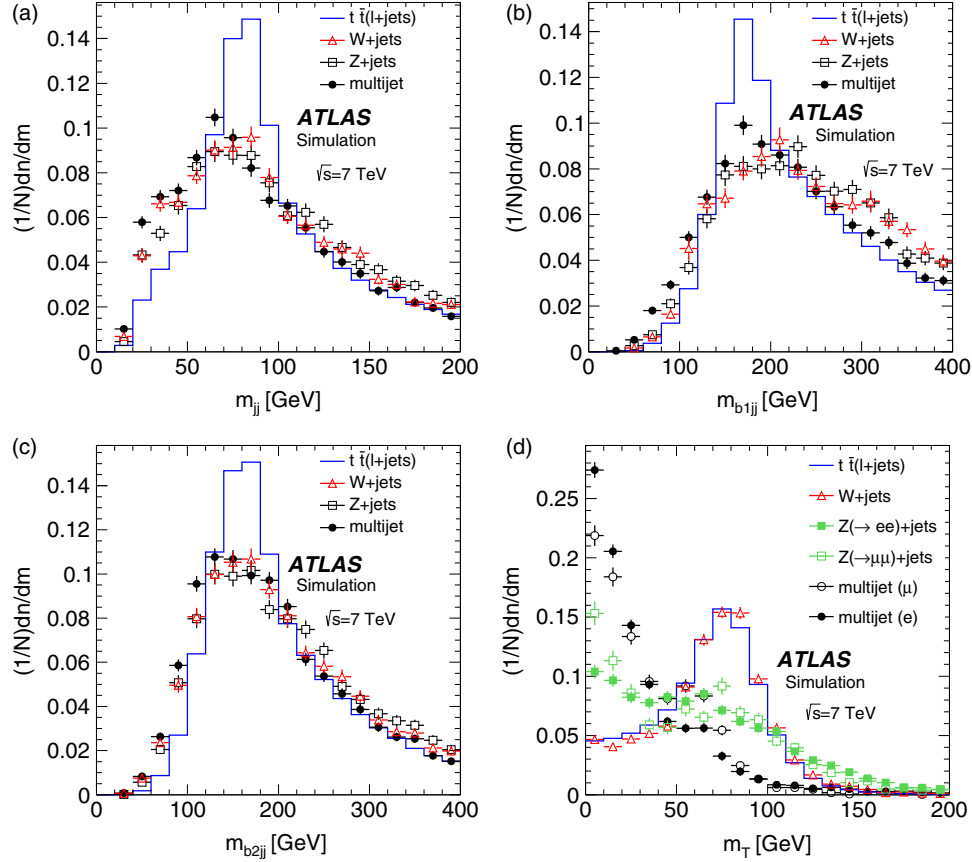 (a)
t t̄(l+jets)
W+jets
Z+jets
multijet
ATLAS
Simulation
√s=7 TeV
(1/N)dn/dm
0.14
0.12
0.1
0.08
0.06
0.04
0.02
0
0 50 100 150 200
m_jj [GeV]
(b)
t t̄(l+jets)
W+jets
Z+jets
multijet
ATLAS
Simulation
√s=7 TeV
(1/N)dn/dm
0.14
0.12
0.1
0.08
0.06
0.04
0.02
0
0 100 200 300 400
m_b1jj [GeV]
(c)
t t̄(l+jets)
W+jets
Z+jets
multijet
ATLAS
Simulation
√s=7 TeV
(1/N)dn/dm
0.14
0.12
0.1
0.08
0.06
0.04
0.02
0
0 100 200 300 400
m_b2jj [GeV]
(d)
t t̄(l+jets)
W+jets
Z(→ ee)+jets
Z(→μμ)+jets
multijet (μ)
multijet (e)
ATLAS
Simulation
√s=7 TeV
(1/N)dn/dm
0.25
0.2
0.15
0.1
0.05
0
0 50 100 150 200
m_T [GeV]